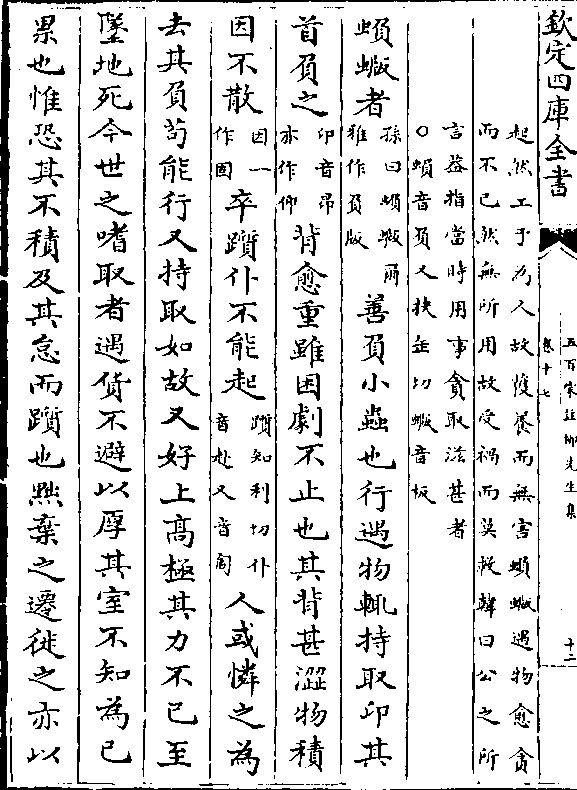 欽定四庫全書
五百家註柳先生集
卷十七
十二
起然工于為人故獲養而無害蝜蝂遇物愈貪
而不已然無所用故受禍而莫救韓曰公之所
言葢指當時用事貪取滋甚者
○蝜音負又扶缶切蝂音板
蝜蝂者孫曰蝜蝂爾雅作負版善負小蟲也行遇物輒持取卬其
首負之卬音昂亦作仰背愈重雖困劇不止也其背甚澀物積
因不散因一作固卒躓仆不能起躓知利切仆音赴又音匐人或憐之為
去其負茍能行又持取如故又好上髙極其力不已至
墜地死今世之嗜取者遇貨不避以厚其室不知為己
累也惟恐其不積及其怠而躓也黜棄之遷徙之亦以